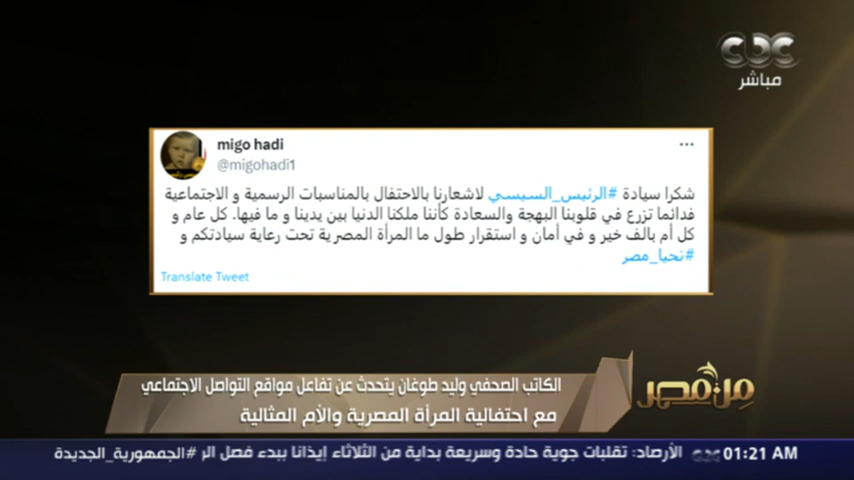 CBC
مباشر
migo hadi
@migohadi1
شكرا سيادة #الرئيس_السيسي لاشعارنا بالاحتفال بالمناسبات الرسمية و الاجتماعية
فدائما تزرع في قلوبنا البهجة والسعادة كأننا ملكنا الدنيا بين يدينا و ما فيها. كل عام و
كل أم بالف خير و في أمان و استقرار طول ما المرأة المصرية تحت رعاية سيادتكم و
#تحيا_مصر
Translate Tweet
الكاتب الصحفي وليد طوغان يتحدث عن تفاعل مواقع التواصل الاجتماعي
مع احتفالية المرأة المصرية والأم المثالية
من مصر
01:21 AM CBC الأرصاد: تقلبات جوية حادة وسريعة بداية من الثلاثاء إيذانا ببدء فصل الر #الجمهورية_الجديدة